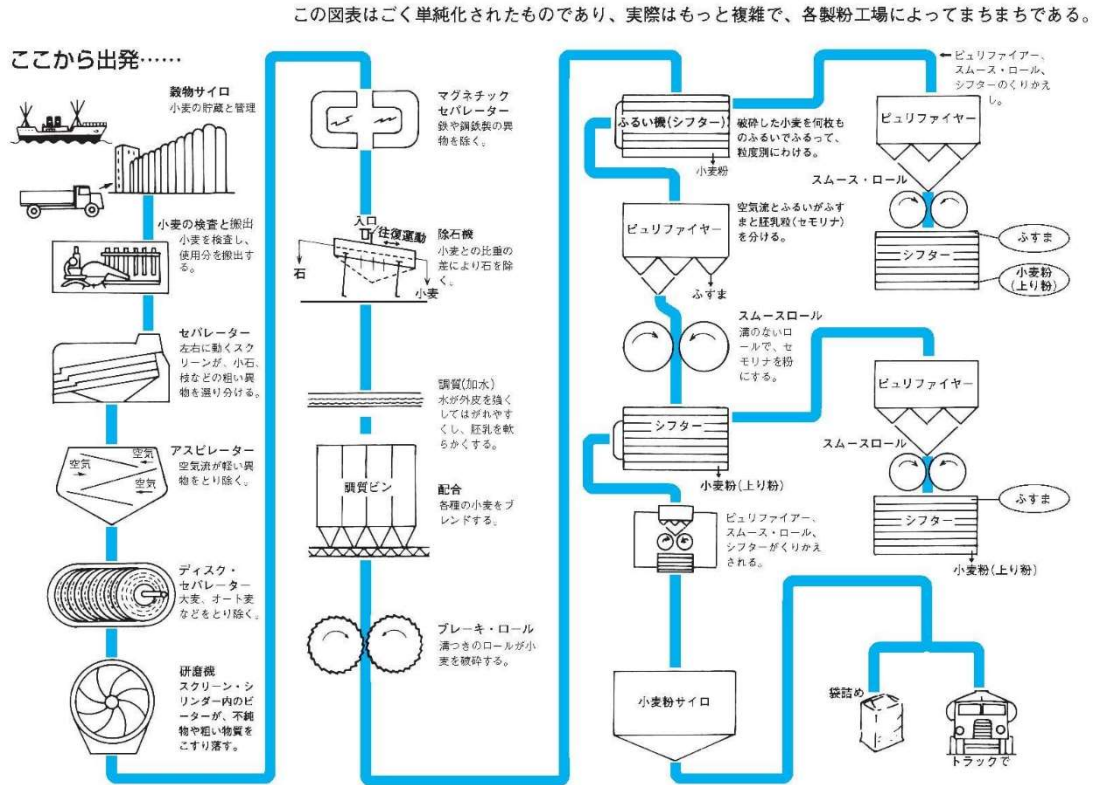 この図表はごく単純化されたものであり、実際はもっと複雑で、各製粉工場によってまちまちである。
ここから出発……
穀物サイロ
小麦の貯蔵と管理
小麦の検査と搬出
小麦を検査し、
使用分を搬出す
る。
セパレーター
左右に動くスク
リーンが、小石、
枝などの粗い異
物を選り分ける。
アスピレーター
空気流が軽い異
物をとり除く。
空気
空気
空気
ディスク・
セパレーター
大麦、オート麦
などをとり除く。
研磨機
スクリーン・シ
リンダー内のビ
ーターが、不純
物や粗い物質を
こすり落す。
マグネチック
セパレーター
鉄や鋼鉄製の異
物を除く。
入口
往復運動
石
小麦
除石機
小麦との比重の
差により石を除
く。
調質(加水)
水が外皮を強く
してはがれやす
くし、胚乳を軟
らかくする。
調質ビン
配合
各種の小麦をブ
レンドする。
ブレーキ・ロール
溝つきのロールが小
麦を破砕する。
ふるい機(シフター)
破砕した小麦を何枚も
のふるいでふるって、
粒度別にわける。
小麦粉
ピュリファイヤー
空気流とふるいがふす
まと胚乳粒(セモリナ)
を分ける。
ふすま
スムースロール
溝のないロ
ールで、セ
モリナを粉
にする。
シフター
小麦粉(上り粉)
ピュリファイアー、
スムース・ロール、
シフターがくりかえ
される。
小麦粉サイロ
←ピュリファイアー、
スムース・ロール、
シフターのくりかえ
し。
ピュリファイヤー
スムース・ロール
シフター
ふすま
小麦粉
(上り粉)
ピュリファイヤー
スムースロール
シフター
ふすま
小麦粉(上り粉)
袋詰め
トラックで